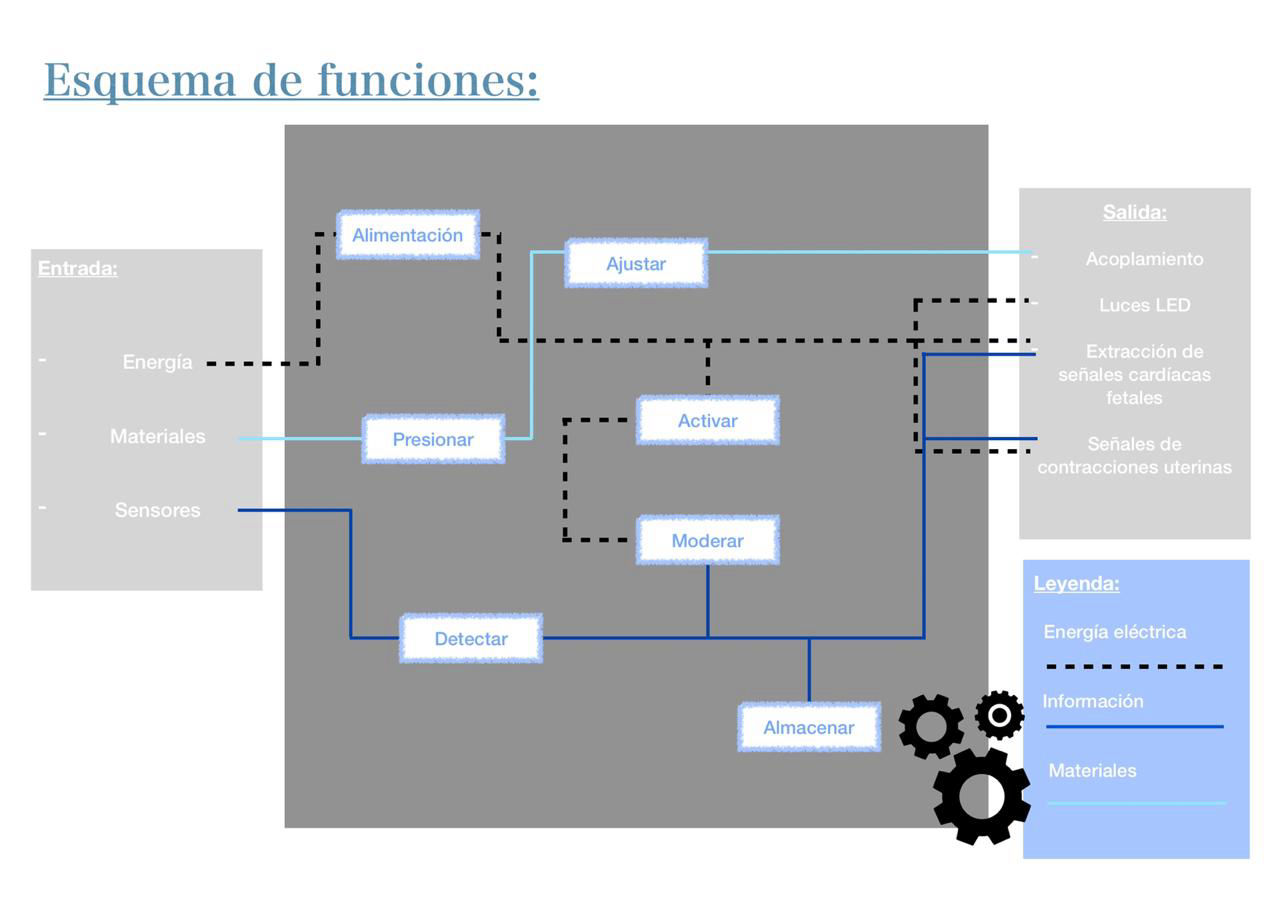 Esquema de funciones:
Entrada:
- Energía
- Materiales
- Sensores
Alimentación
Ajustar
Presionar
Activar
Moderar
Detectar
Almacenar
Salida:
- Acoplamiento
- Luces LED
- Extracción de
señales cardíacas
fetales
- Señales de
contracciones uterinas
Leyenda:
Energía eléctrica
Información
Materiales